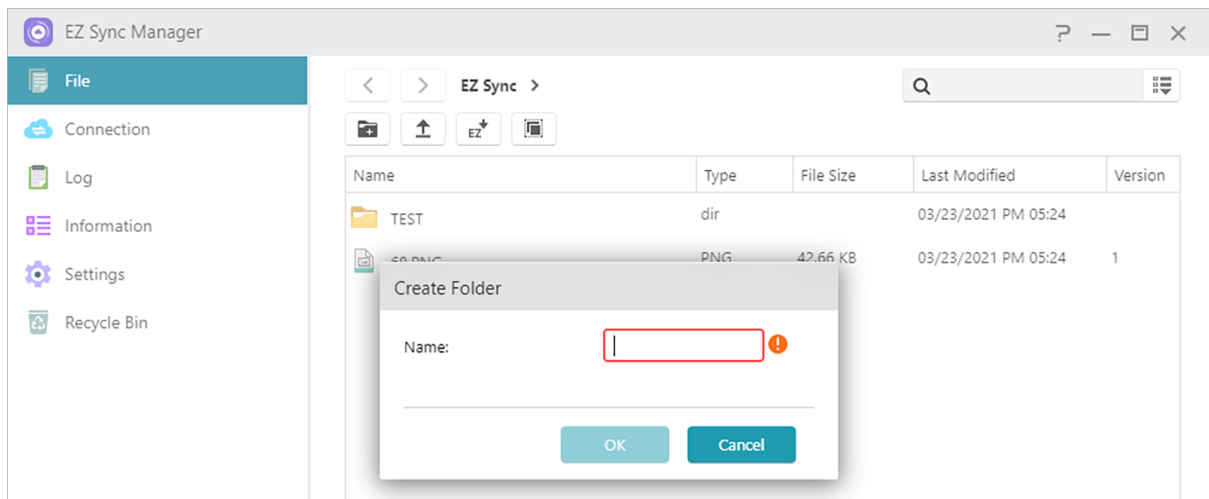 EZ Sync Manager
File
Connection
Log
Information
Settings
Recycle Bin
EZ Sync >
EZ
Name Type File Size Last Modified Version
TEST dir 03/23/2021 PM 05:24
68.PNG PNG 42.66 KB 03/23/2021 PM 05:24 1
Create Folder
Name:
OK Cancel